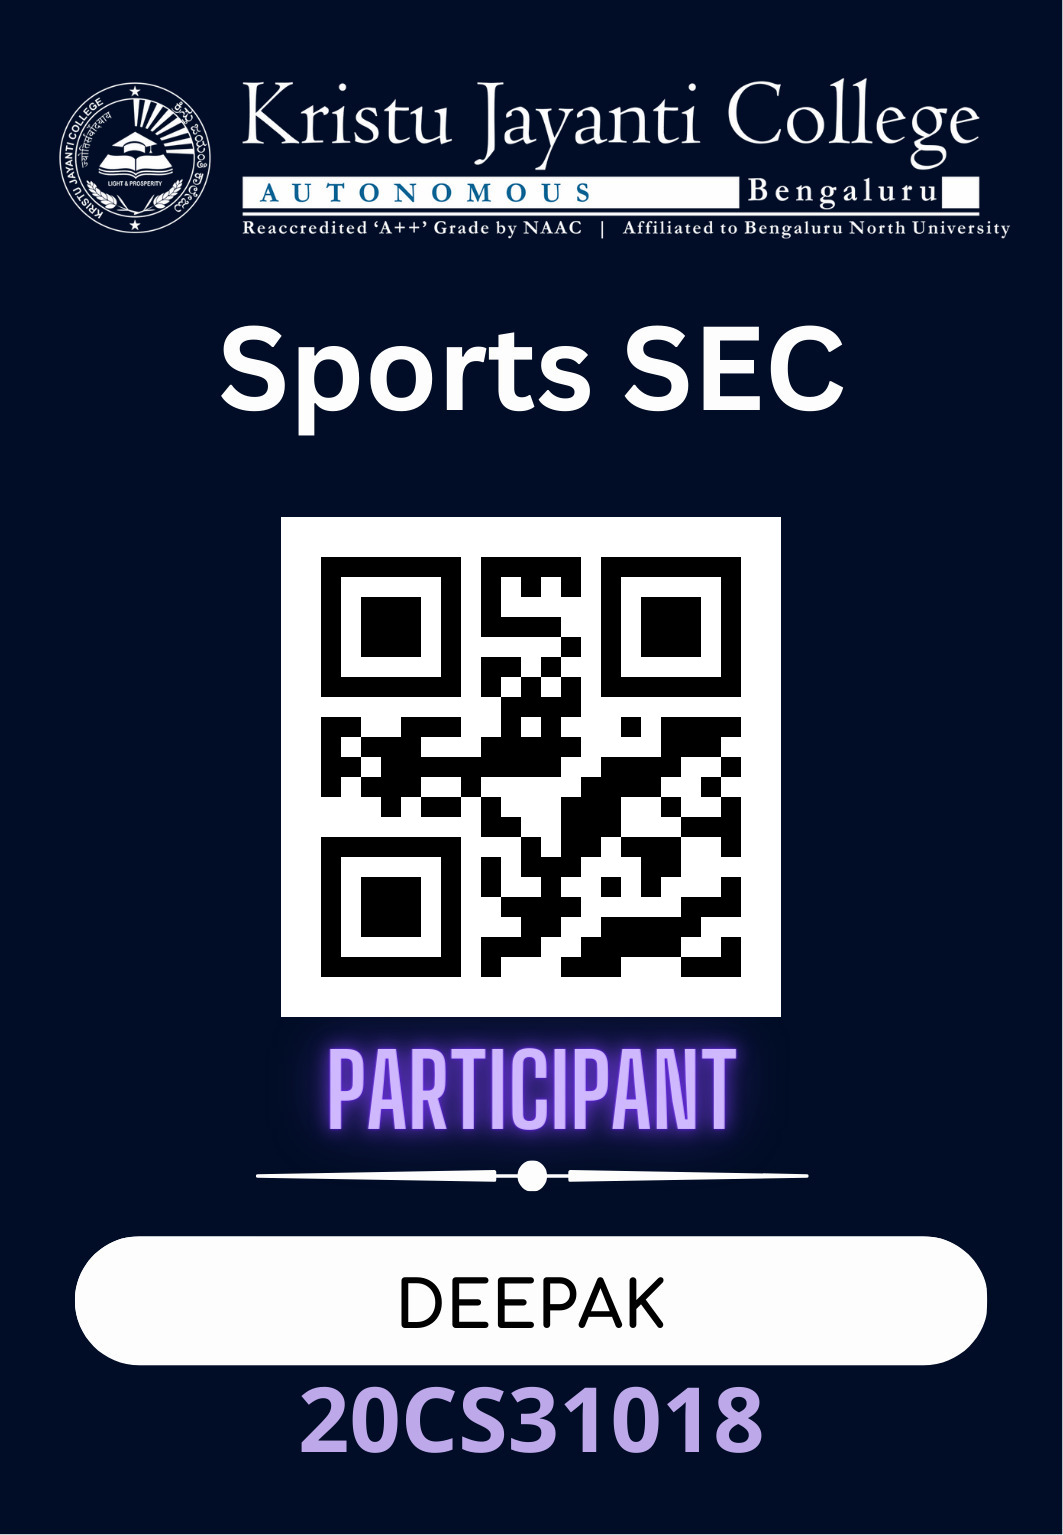 KRISTU JAYANTI COLLEGE
ज्योतिर्संवादयाय
LIGHT & PROSPERITY
Kristu Jayanti College
AUTONOMOUS Bengaluru
Reaccredited ‘A++’ Grade by NAAC | Affiliated to Bengaluru North University
Sports SEC
PARTICIPANT
DEEPAK
20CS31018